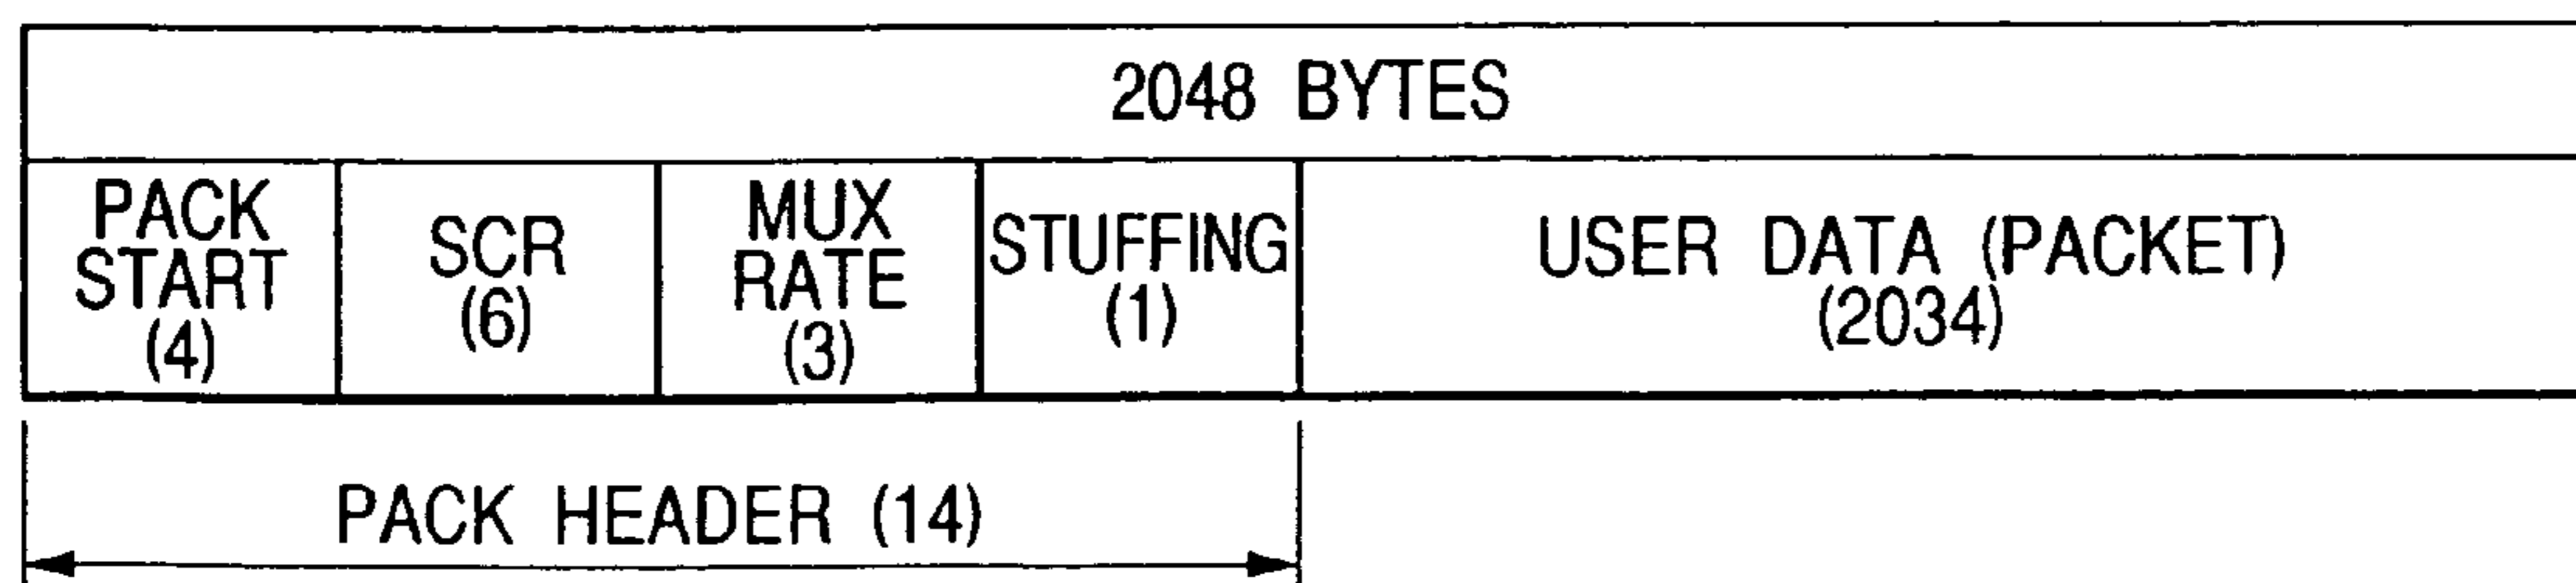 2048 BYTES
PACK
START
(4)
SCR
(6)
MUX
RATE
(3)
STUFFING
(1)
USER DATA (PACKET)
(2034)
PACK HEADER (14)